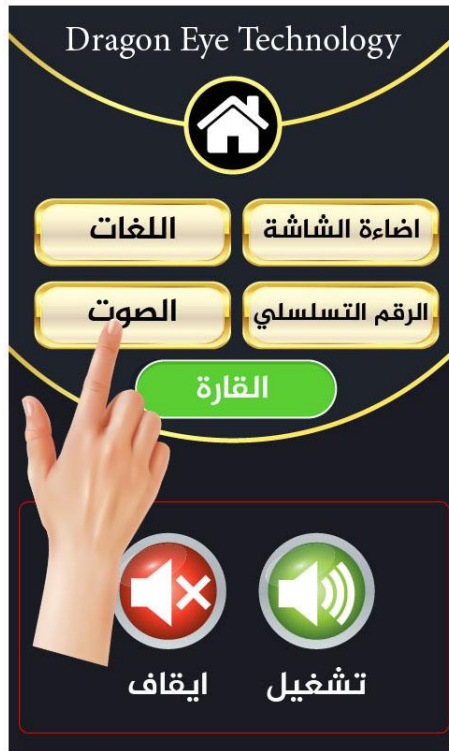 Dragon Eye Technology
اضاءة الشاشة
اللغات
الرقم التسلسلي
الصوت
القارة
تشغيل
ايقاف